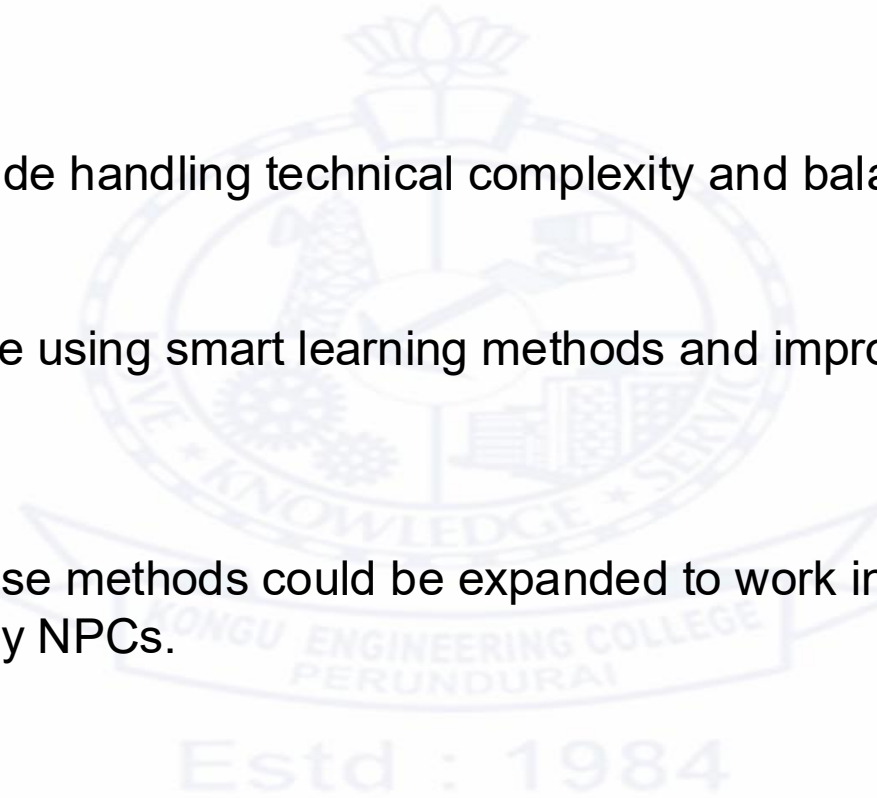 de handling technical complexity and bala
e using smart learning methods and impro
se methods could be expanded to work in
y NPCs.
KNOWLEDGE ★ SERVI
KONGU ENGINEERING COLLEGE
PERUNDURAI
Estd : 1984